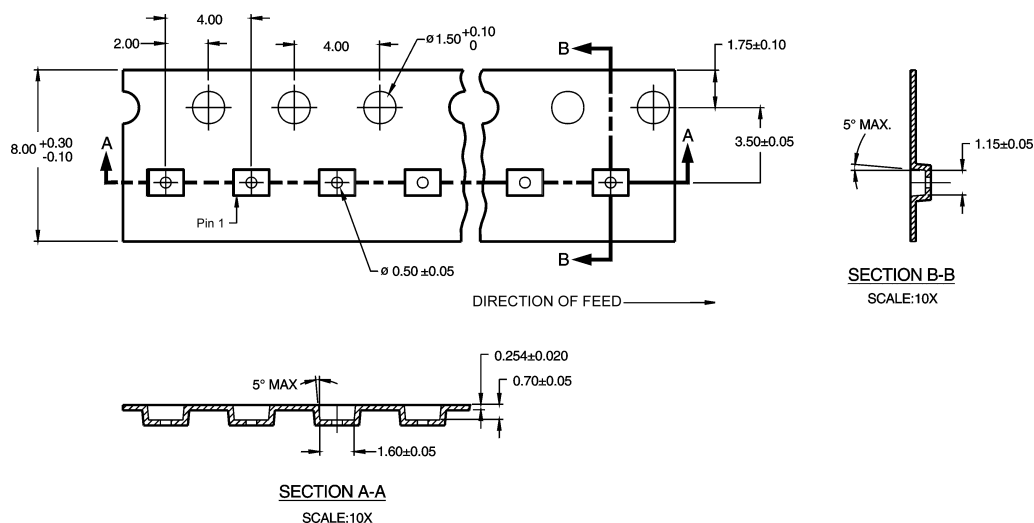 4.00
2.00
4.00
ø1.50 +0.10
0
B
1.75±0.10
8.00 +0.30
-0.10
A
A
3.50±0.05
5° MAX.
1.15±0.05
Pin 1
B
ø 0.50 ±0.05
SECTION B-B
SCALE:10X
DIRECTION OF FEED
0.254±0.020
5° MAX
0.70±0.05
1.60±0.05
SECTION A-A
SCALE:10X